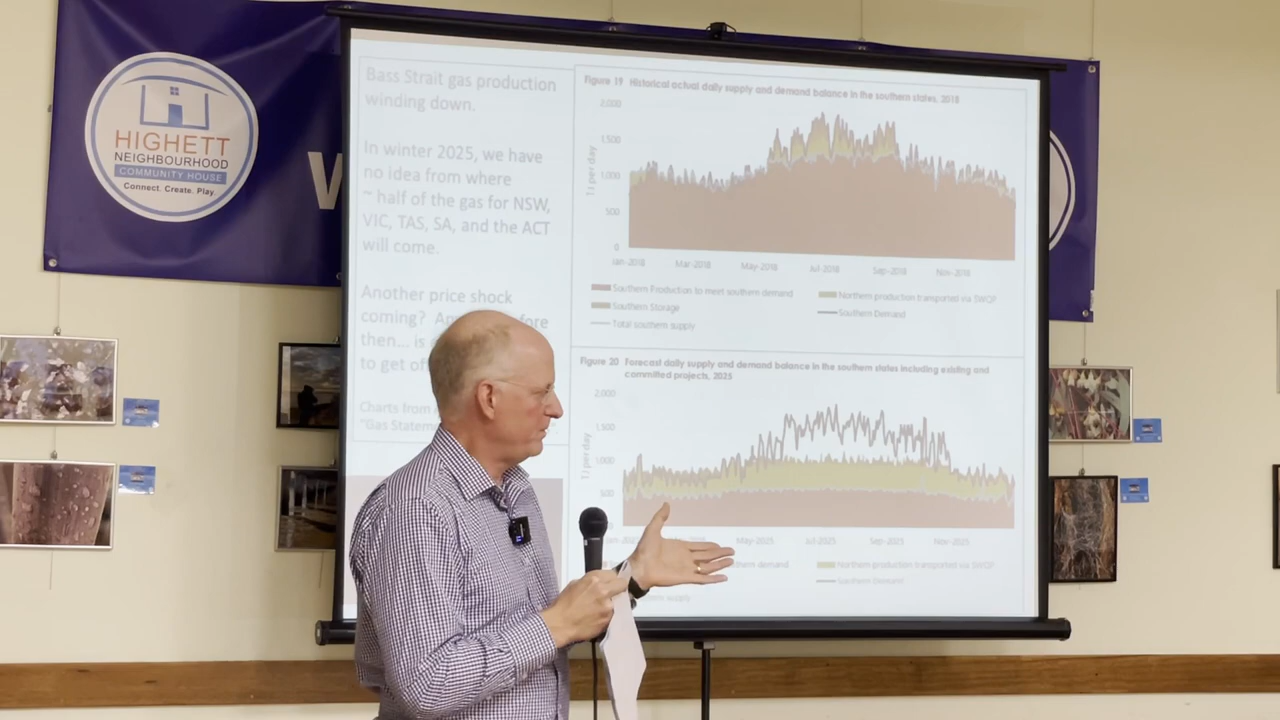 HIGHETT
NEIGHBOURHOOD
COMMUNITY HOUSE
Connect. Create. Play.
W
Bass Strait gas production
winding down.
In winter 2025, we have
no idea from where
~ half of the gas for NSW,
VIC, TAS, SA, and the ACT
will come.
Another price shock
coming?
then... is
to get
Charts from
"Gas
Figure 19 Historical actual daily supply and demand balance in the southern states, 2018
TJ per day
2,000
1,500
1,000
500
0
Jan-2018 Mar-2018 May-2018 Jul-2018 Sep-2018 Nov-2018
Southern Production to meet southern demand
Northern production transported via SWQP
Southern Storage
Southern Demand
Total southern supply
Figure 20 Forecast daily supply and demand balance in the southern states including existing and
committed projects, 2025
TJ per day
2,000
1,500
1,000
500
May-2025 Jul-2025 Sep-2025 Nov-2025
demand
Northern production transported via SWQP
Southern Demand
supply